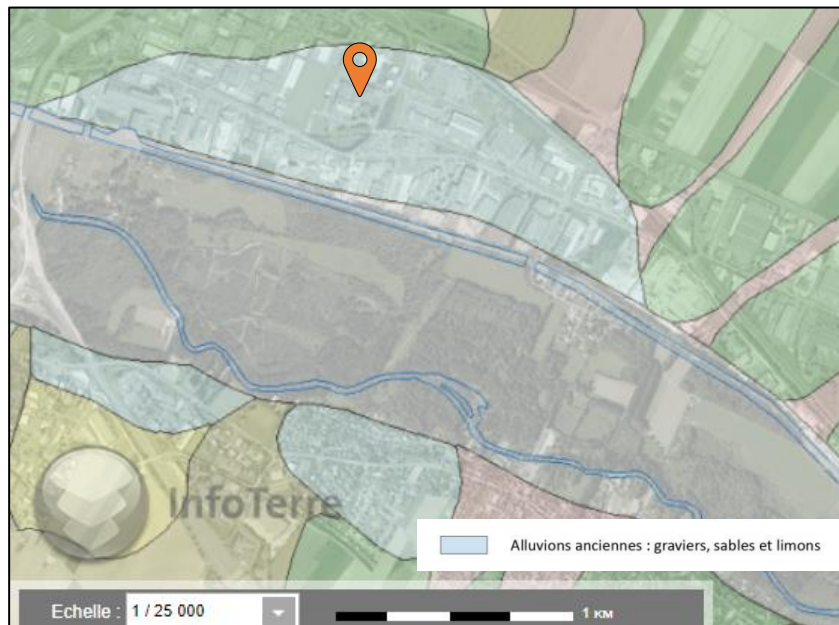 InfoTerre
Alluvions anciennes : graviers, sables et limons
Echelle : 1 / 25 000
1 KM